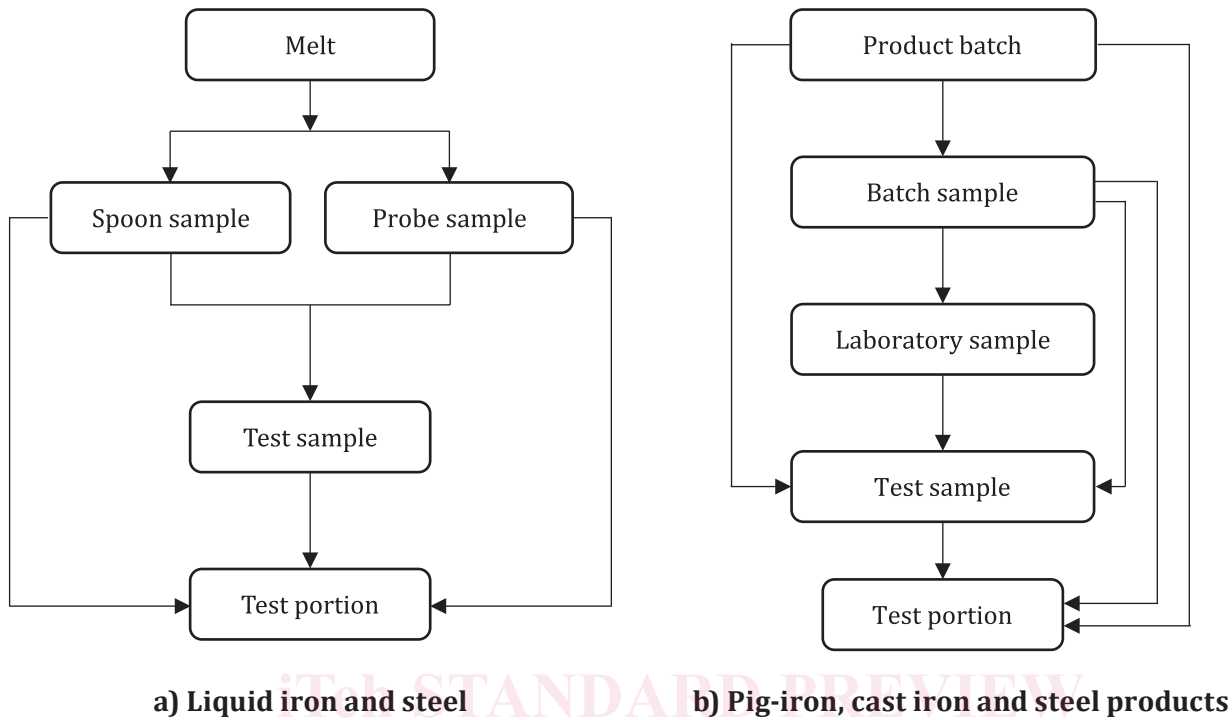 Melt
Spoon sample
Probe sample
Test sample
Test portion
a) Liquid iron and steel
Product batch
Batch sample
Laboratory sample
Test sample
Test portion
b) Pig-iron, cast iron and steel products
iTeh STANDARD PREVIEW